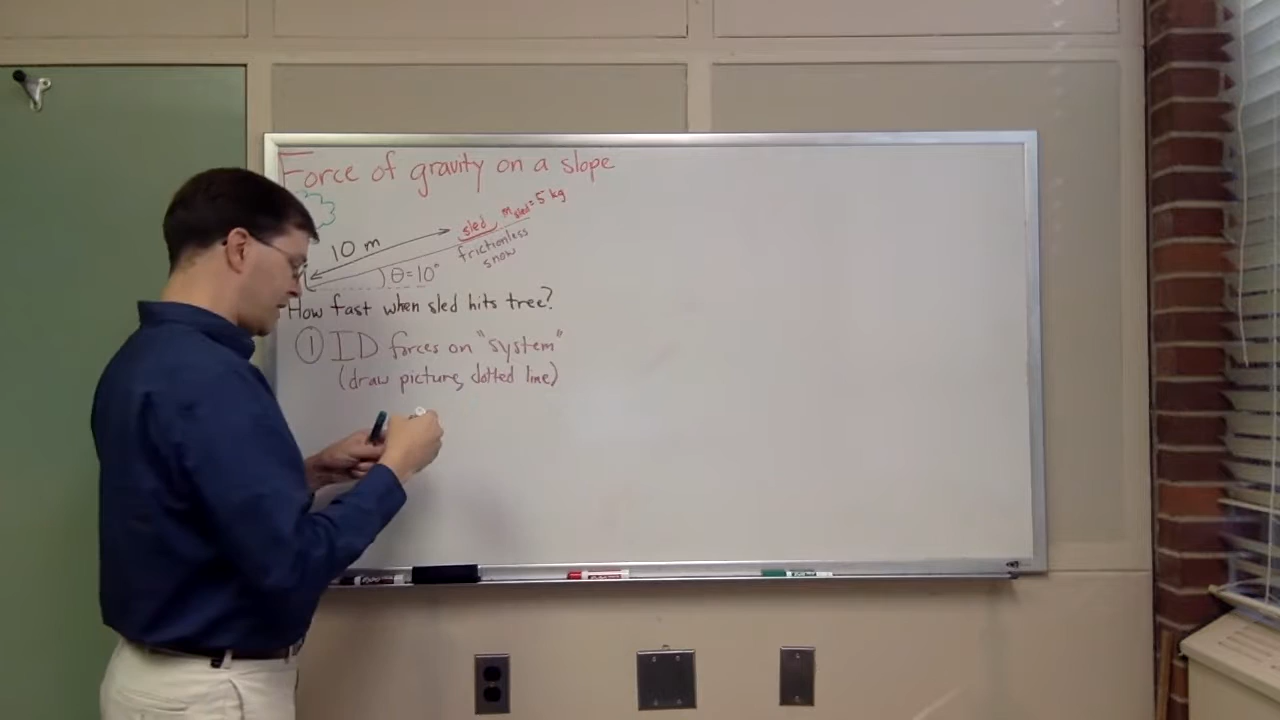 Force of gravity on a slope
sled m sled = 5 kg
10 m
frictionless
snow
θ = 10°
How fast when sled hits tree?
① ID forces on "system"
(draw picture, dotted line)